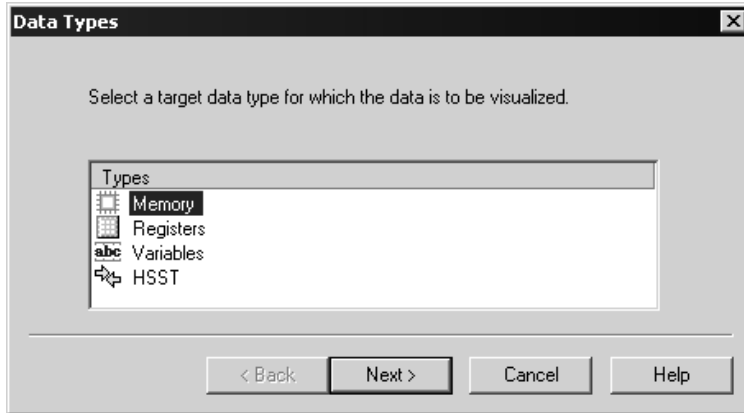 Data Types
Select a target data type for which the data is to be visualized.
Types
Memory
Registers
abc Variables
HSST
< Back Next > Cancel Help